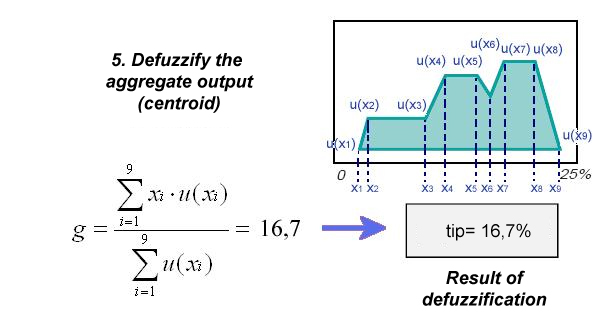 5. Defuzzify the
aggregate output
(centroid)
u(x6) u(x7) u(x8)
u(x4) u(x5)
u(x2) u(x3)
u(x1) u(x9)
0 25%
x1 x2 x3 x4 x5 x6 x7 x8 x9
9
∑ xi · u(xi)
i=1
g = = 16,7
9
∑ u(xi)
i=1
tip= 16,7%
Result of
defuzzification